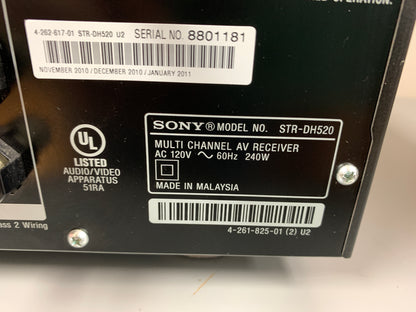 OPERATION.
4-262-617-01 STR-DH520 U2 SERIAL NO. 8801181
NOVEMBER 2010 / DECEMBER 2010 / JANUARY 2011
UL
LISTED
AUDIO/VIDEO
APPARATUS
51RA
SONY® MODEL NO. STR-DH520
MULTI CHANNEL AV RECEIVER
AC 120V ~ 60Hz 240W
MADE IN MALAYSIA
4-261-825-01 (2) U2
ass 2 Wiring